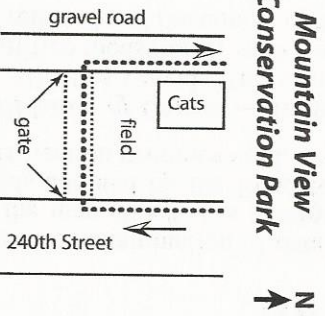 gravel road
Mountain View
Conservation Park
Cats
gate
field
240th Street
N